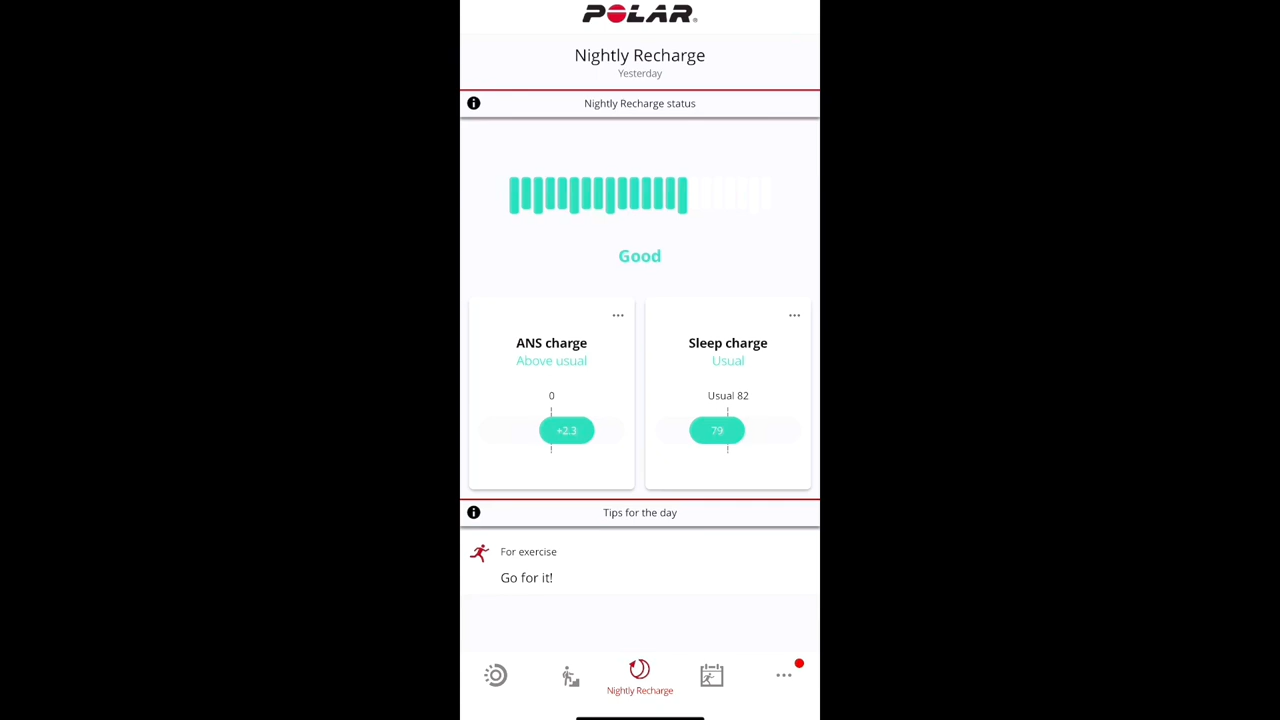 POLAR®
Nightly Recharge
Yesterday
Nightly Recharge status
Good
ANS charge
Above usual
0
+2.3
Sleep charge
Usual
Usual 82
79
Tips for the day
For exercise
Go for it!
Nightly Recharge